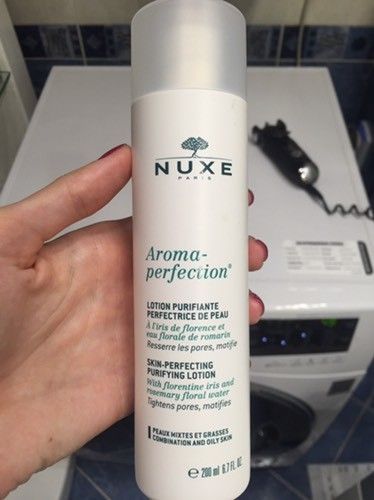 NUXE
PARIS
Aroma-
perfection®
LOTION PURIFIANTE
PERFECTRICE DE PEAU
À l'iris de florence et
eau florale de romarin
Resserre les pores, matifie
SKIN-PERFECTING
PURIFYING LOTION
With florentine iris and
rosemary floral water
Tightens pores, matifies
PEAUX MIXTES ET GRASSES
COMBINATION AND OILY SKIN
e 200 ml 6.7 FL. OZ.